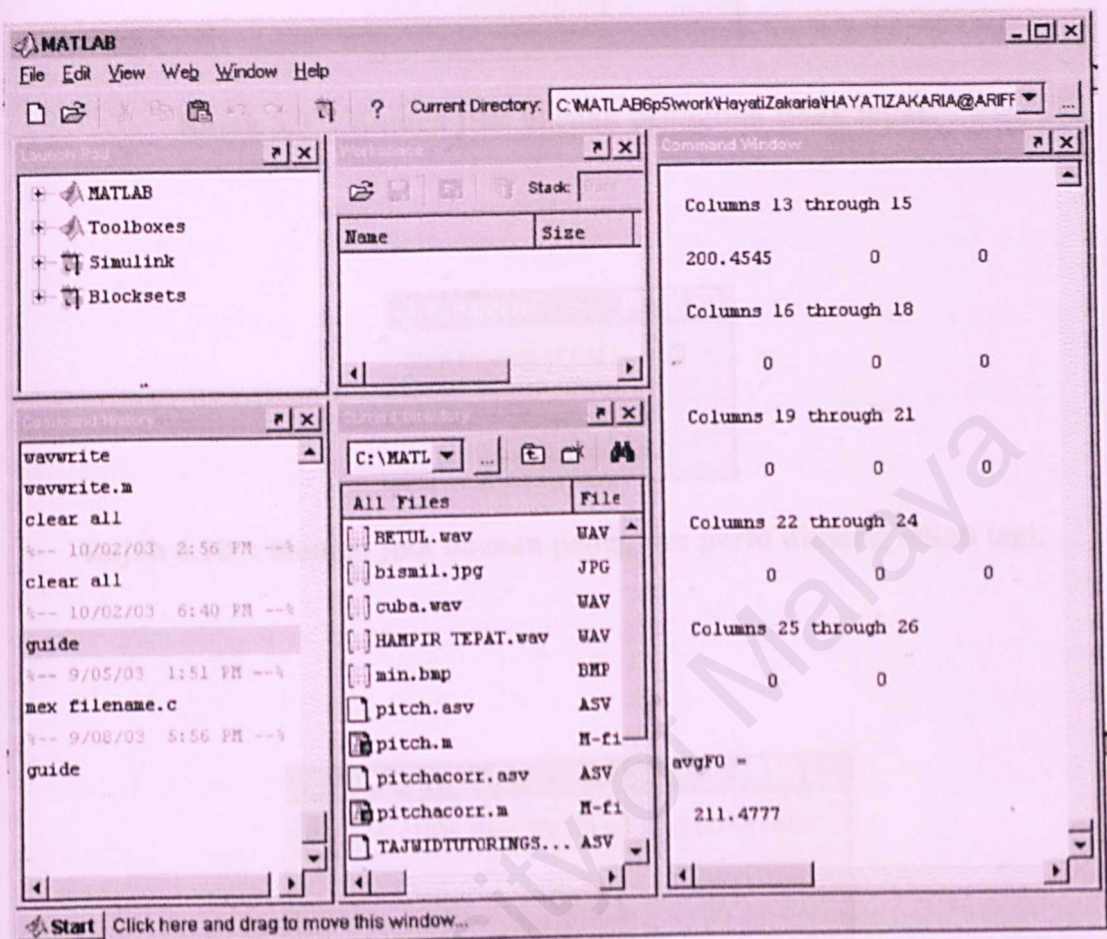 MATLAB
File Edit View Web Window Help
? Current Directory: C:\MATLAB6p5\work\HayatiZakaria\HAYATIZAKARIA@ARIFF ...
Launch Pad
MATLAB
Toolboxes
Simulink
Blocksets
Workspace
Stack:
Name Size
Command History
wavwrite
wavwrite.m
clear all
%-- 10/02/03 2:56 PM --%
clear all
%-- 10/02/03 6:40 PM --%
guide
%-- 9/05/03 1:51 PM --%
mex filename.c
%-- 9/08/03 5:56 PM --%
guide
Current Directory
C:\MATL ...
All Files File
BETUL.wav WAV
bismil.jpg JPG
cuba.wav WAV
HAMPIR TEPAT.wav WAV
min.bmp BMP
pitch.asv ASV
pitch.m M-fi
pitchacorr.asv ASV
pitchacorr.m M-fi
TAJWIDTUTORINGS... ASV
Command Window
Columns 13 through 15
200.4545 0 0
Columns 16 through 18
0 0 0
Columns 19 through 21
0 0 0
Columns 22 through 24
0 0 0
Columns 25 through 26
0 0
avgF0 =
211.4777
Start Click here and drag to move this window...
University of Malaya